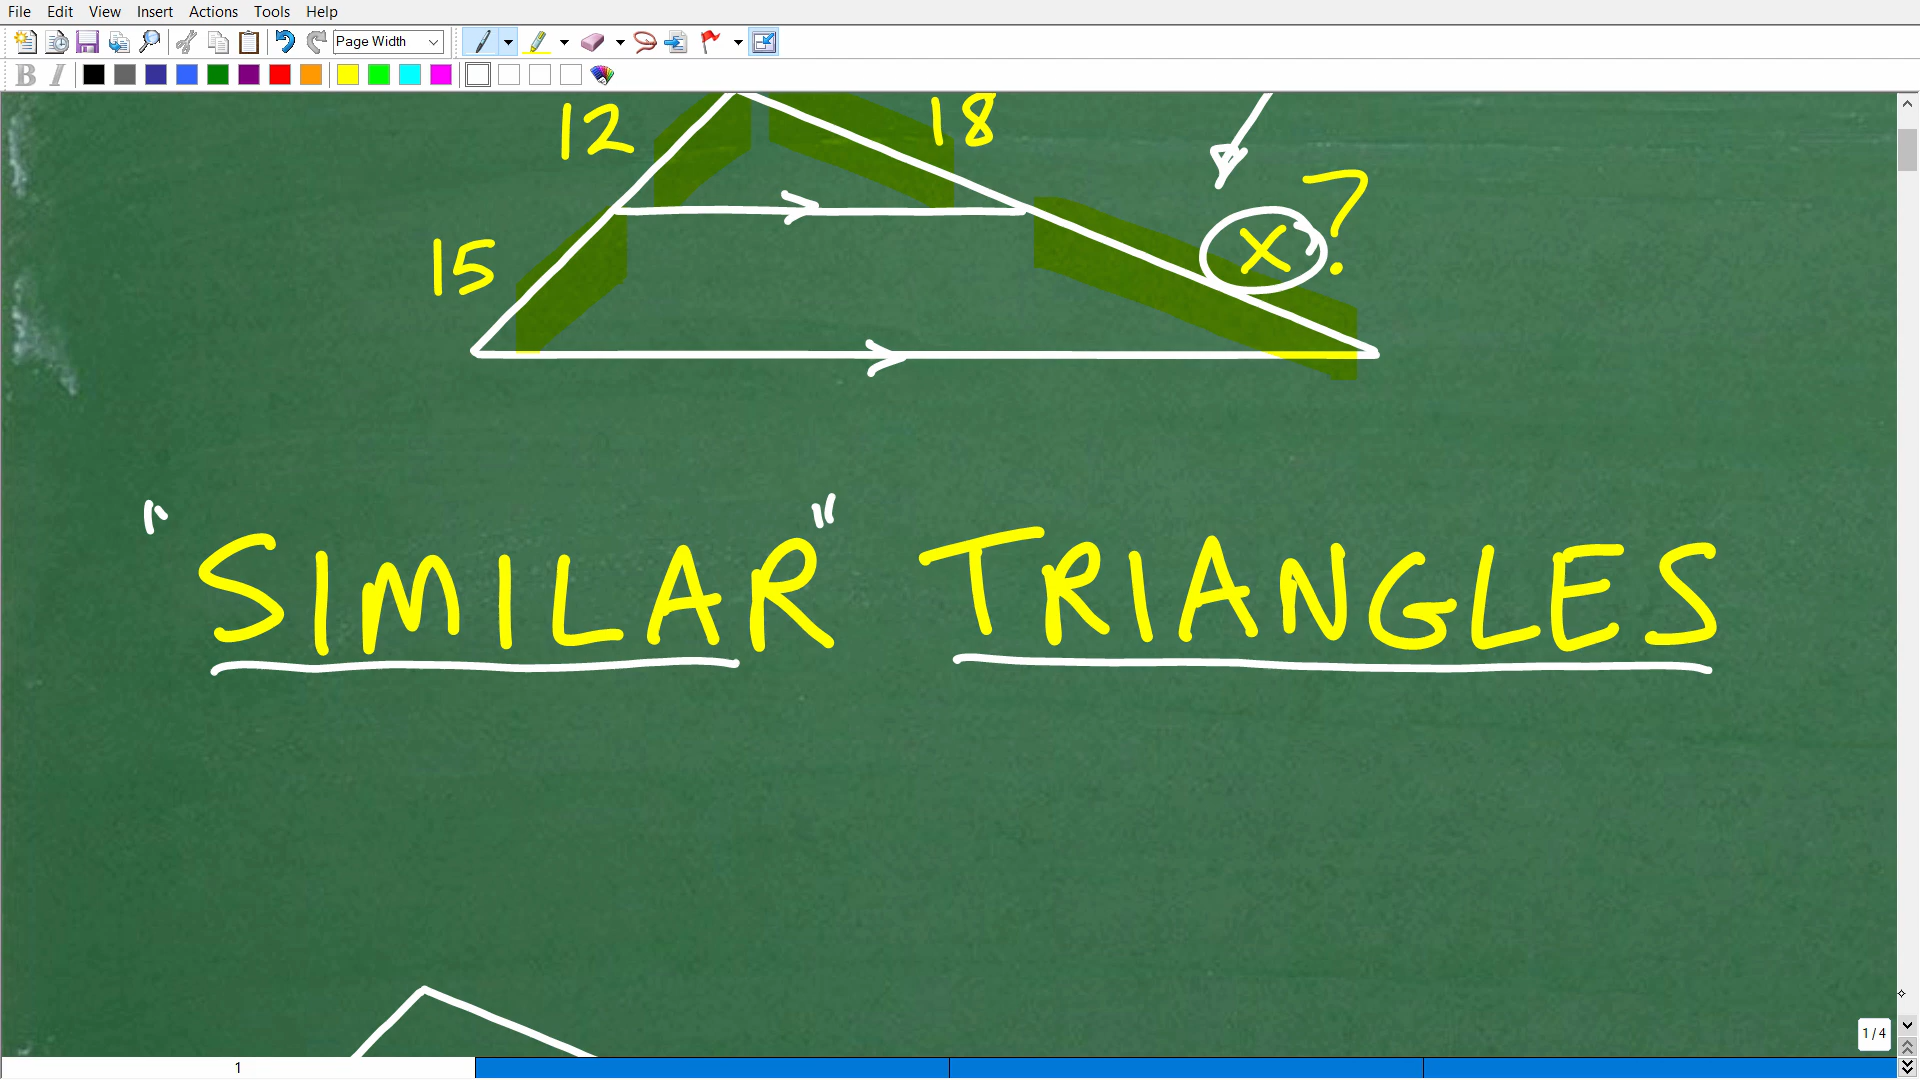 File Edit View Insert Actions Tools Help
Page Width
B I
12 18
15 x ?
"SIMILAR" TRIANGLES
1/4
1